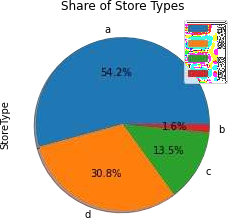 Share of Store Types
a
54.2%
StoreType
1.6%
b
13.5%
c
30.8%
d